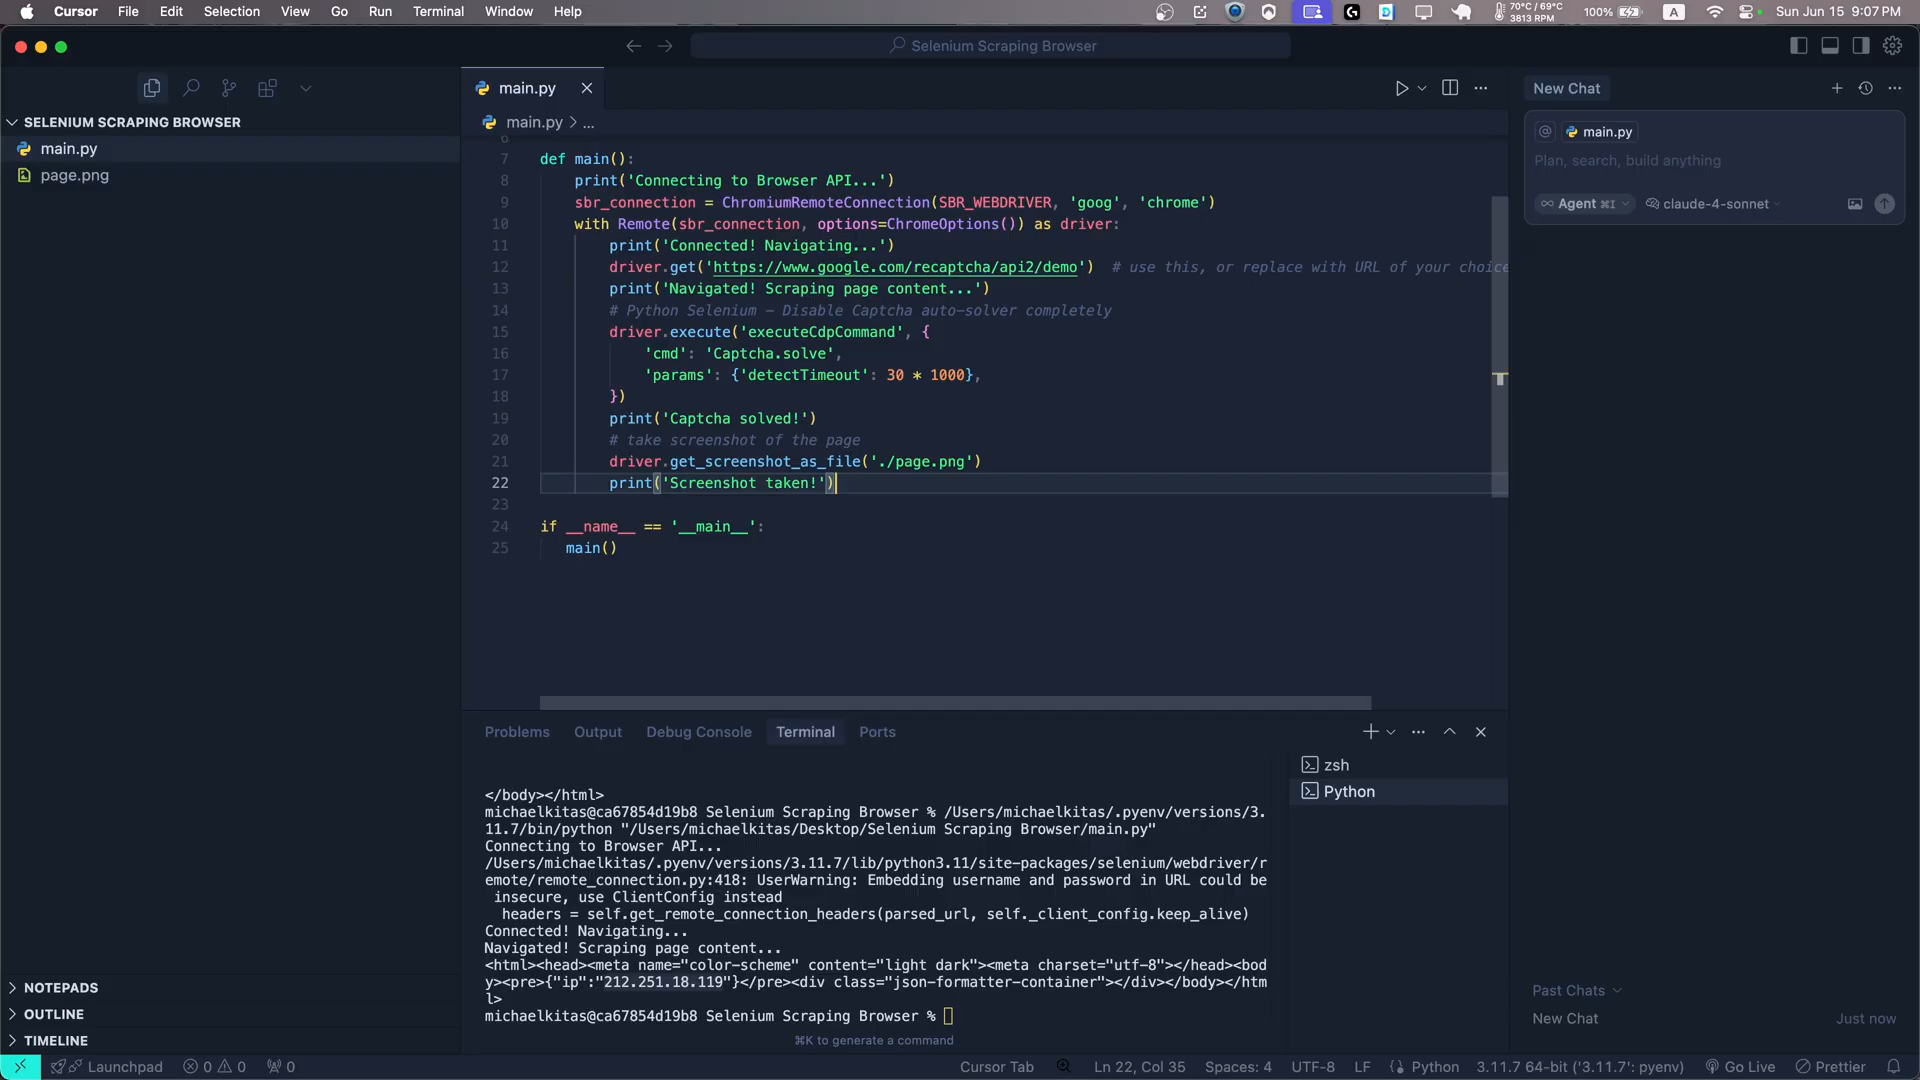 Cursor File Edit Selection View Go Run Terminal Window Help
70°C / 69°C
3813 RPM
100%
A
Sun Jun 15 9:07 PM
Selenium Scraping Browser
SELENIUM SCRAPING BROWSER
main.py
page.png
main.py
main.py > ...
6
7 def main():
8 print('Connecting to Browser API...')
9 sbr_connection = ChromiumRemoteConnection(SBR_WEBDRIVER, 'goog', 'chrome')
10 with Remote(sbr_connection, options=ChromeOptions()) as driver:
11 print('Connected! Navigating...')
12 driver.get('https://www.google.com/recaptcha/api2/demo') # use this, or replace with URL of your choice
13 print('Navigated! Scraping page content...')
14 # Python Selenium – Disable Captcha auto-solver completely
15 driver.execute('executeCdpCommand', {
16 'cmd': 'Captcha.solve',
17 'params': {'detectTimeout': 30 * 1000},
18 })
19 print('Captcha solved!')
20 # take screenshot of the page
21 driver.get_screenshot_as_file('./page.png')
22 print('Screenshot taken!')
23
24 if __name__ == '__main__':
25 main()
New Chat
@ main.py
Plan, search, build anything
∞ Agent ⌘I
claude-4-sonnet
Problems Output Debug Console Terminal Ports
zsh
Python
</body></html>
michaelkitas@ca67854d19b8 Selenium Scraping Browser % /Users/michaelkitas/.pyenv/versions/3.
11.7/bin/python "/Users/michaelkitas/Desktop/Selenium Scraping Browser/main.py"
Connecting to Browser API...
/Users/michaelkitas/.pyenv/versions/3.11.7/lib/python3.11/site-packages/selenium/webdriver/r
emote/remote_connection.py:418: UserWarning: Embedding username and password in URL could be
insecure, use ClientConfig instead
headers = self.get_remote_connection_headers(parsed_url, self._client_config.keep_alive)
Connected! Navigating...
Navigated! Scraping page content...
<html><head><meta name="color-scheme" content="light dark"><meta charset="utf-8"></head><bod
y><pre>{"ip":"212.251.18.119"}</pre><div class="json-formatter-container"></div></body></htm
l>
michaelkitas@ca67854d19b8 Selenium Scraping Browser %
⌘K to generate a command
NOTEPADS
OUTLINE
TIMELINE
Past Chats
New Chat Just now
Launchpad 0 0 0
Cursor Tab Ln 22, Col 35 Spaces: 4 UTF-8 LF Python 3.11.7 64-bit ('3.11.7': pyenv) Go Live Prettier